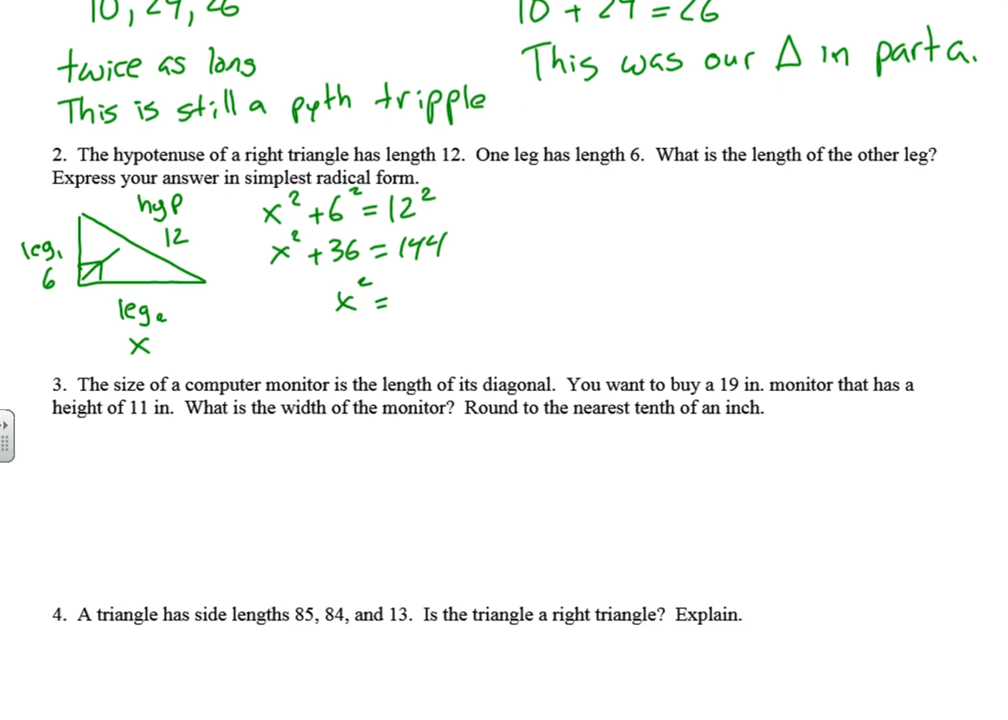 10, 24, 26
10 + 24 = 26
twice as long
This was our Δ in part a.
This is still a pyth tripple
2. The hypotenuse of a right triangle has length 12. One leg has length 6. What is the length of the other leg?
Express your answer in simplest radical form.
hyp
12
leg₁
6
leg₂
x
x² + 6² = 12²
x² + 36 = 144
x² =
3. The size of a computer monitor is the length of its diagonal. You want to buy a 19 in. monitor that has a
height of 11 in. What is the width of the monitor? Round to the nearest tenth of an inch.
4. A triangle has side lengths 85, 84, and 13. Is the triangle a right triangle? Explain.